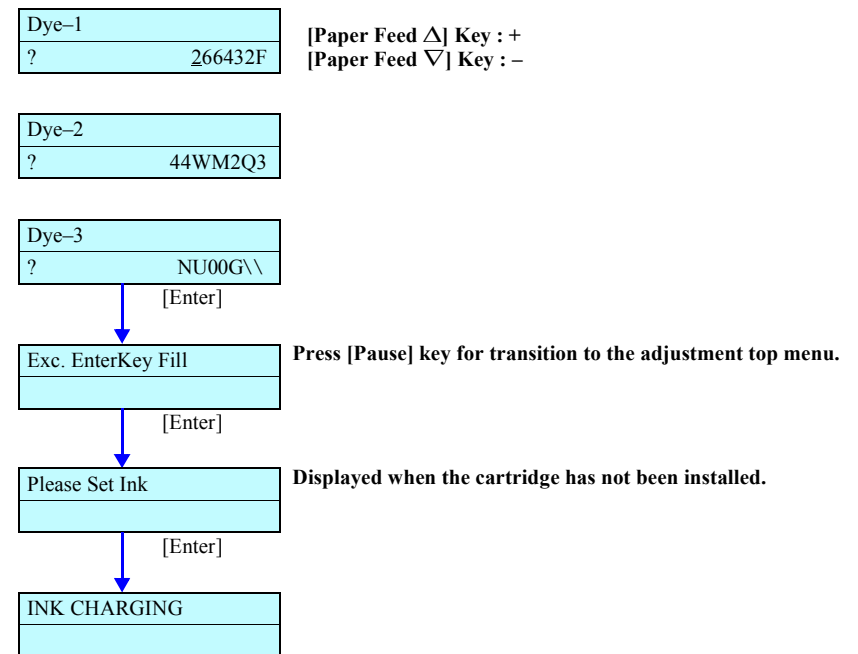 Dye–1
? 266432F
[Paper Feed △] Key : +
[Paper Feed ▽] Key : –
Dye–2
? 44WM2Q3
Dye–3
? NU00G\\
[Enter]
Exc. EnterKey Fill
Press [Pause] key for transition to the adjustment top menu.
[Enter]
Please Set Ink
Displayed when the cartridge has not been installed.
[Enter]
INK CHARGING